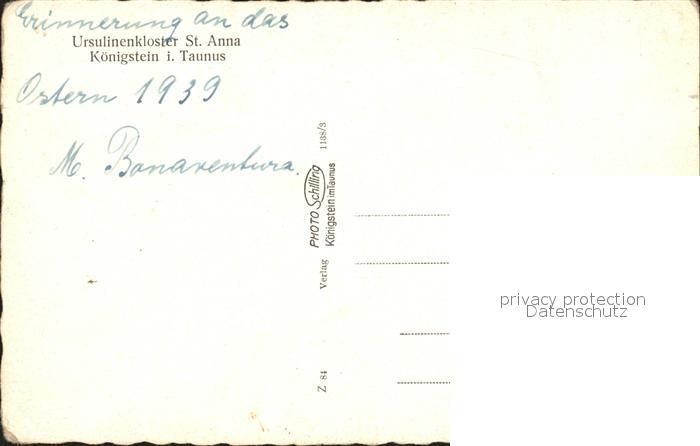 Erinnerung an das
Ursulinenkloster St. Anna
Königstein i. Taunus
Ostern 1939
M. Bonaventura.
1138/3
PHOTO Schilling
Königstein im Taunus
Verlag
Z 84
privacy protection
Datenschutz